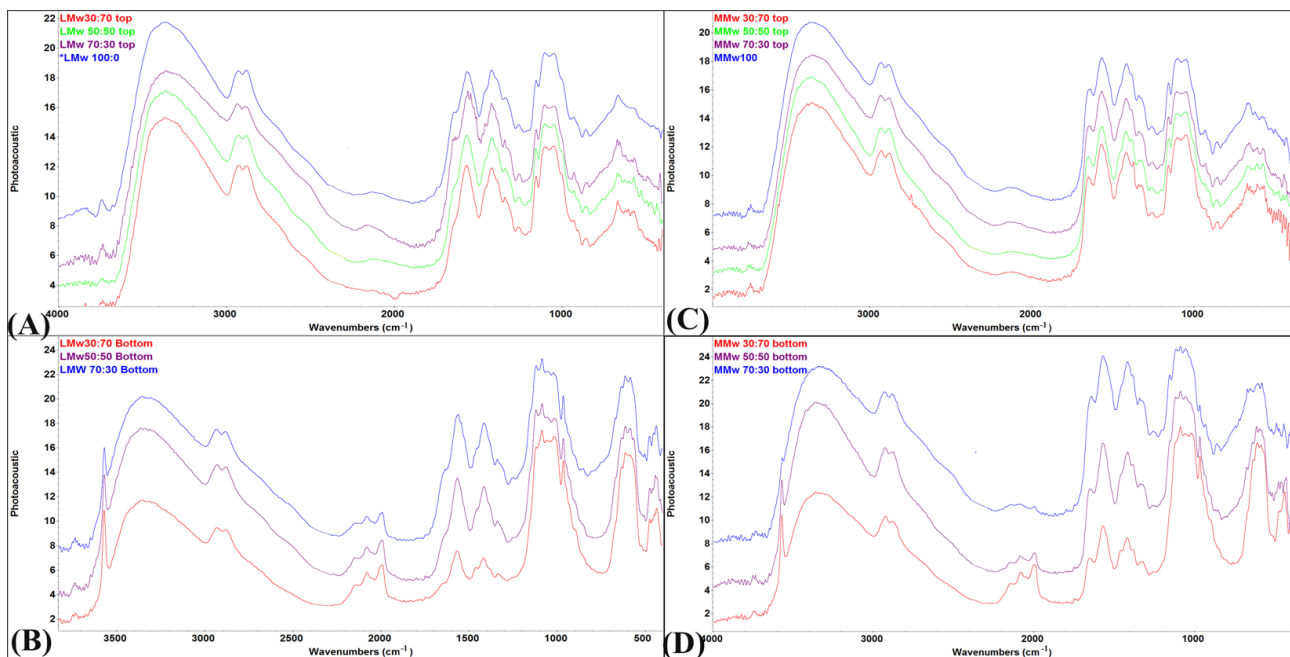 LMw30:70 top
LMw 50:50 top
LMw 70:30 top
*LMw 100:0
22
20
18
16
14
12
10
8
6
4
Photoacoustic
4000
3000
2000
1000
Wavenumbers (cm-1)
(A)
MMw 30:70 top
MMw 50:50 top
MMw 70:30 top
MMw100
20
18
16
14
12
10
8
6
4
2
Photoacoustic
4000
3000
2000
1000
Wavenumbers (cm-1)
(C)
LMw30:70 Bottom
LMw50:50 Bottom
LMW 70:30 Bottom
24
22
20
18
16
14
12
10
8
6
4
2
Photoacoustic
3500
3000
2500
2000
1500
1000
500
Wavenumbers (cm-1)
(B)
MMw 30:70 bottom
MMw 50:50 bottom
MMw 70:30 bottom
24
22
20
18
16
14
12
10
8
6
4
2
Photoacoustic
4000
3000
2000
1000
Wavenumbers (cm-1)
(D)